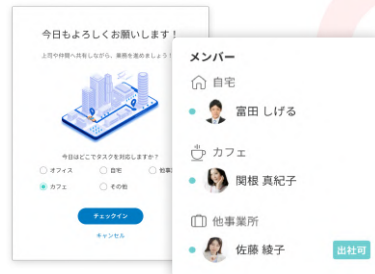 今日もよろしくお願いします！
上司や仲間へ共有しながら、業務を進めましょう！
今日はどこでタスクを対応しますか？
オフィス
自宅
他事
カフェ
その他
チェックイン
キャンセル
メンバー
自宅
富田 しげる
カフェ
関根 真紀子
他事業所
佐藤 綾子
出社可